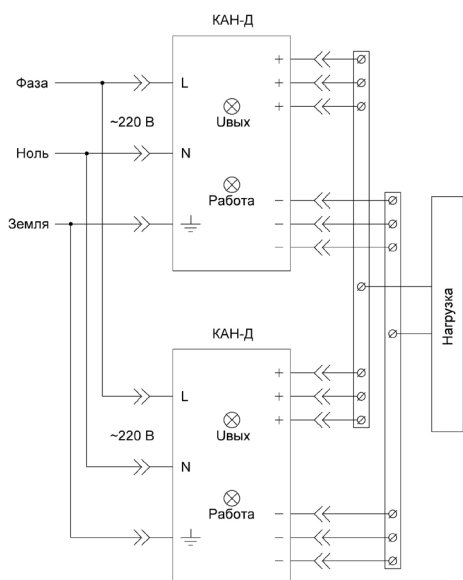 КАН-Д
Фаза
L
+
+
+
~220 В
Uвых
Ноль
N
Работа
Земля
−
−
−
Нагрузка
КАН-Д
L
+
+
+
~220 В
Uвых
N
Работа
−
−
−